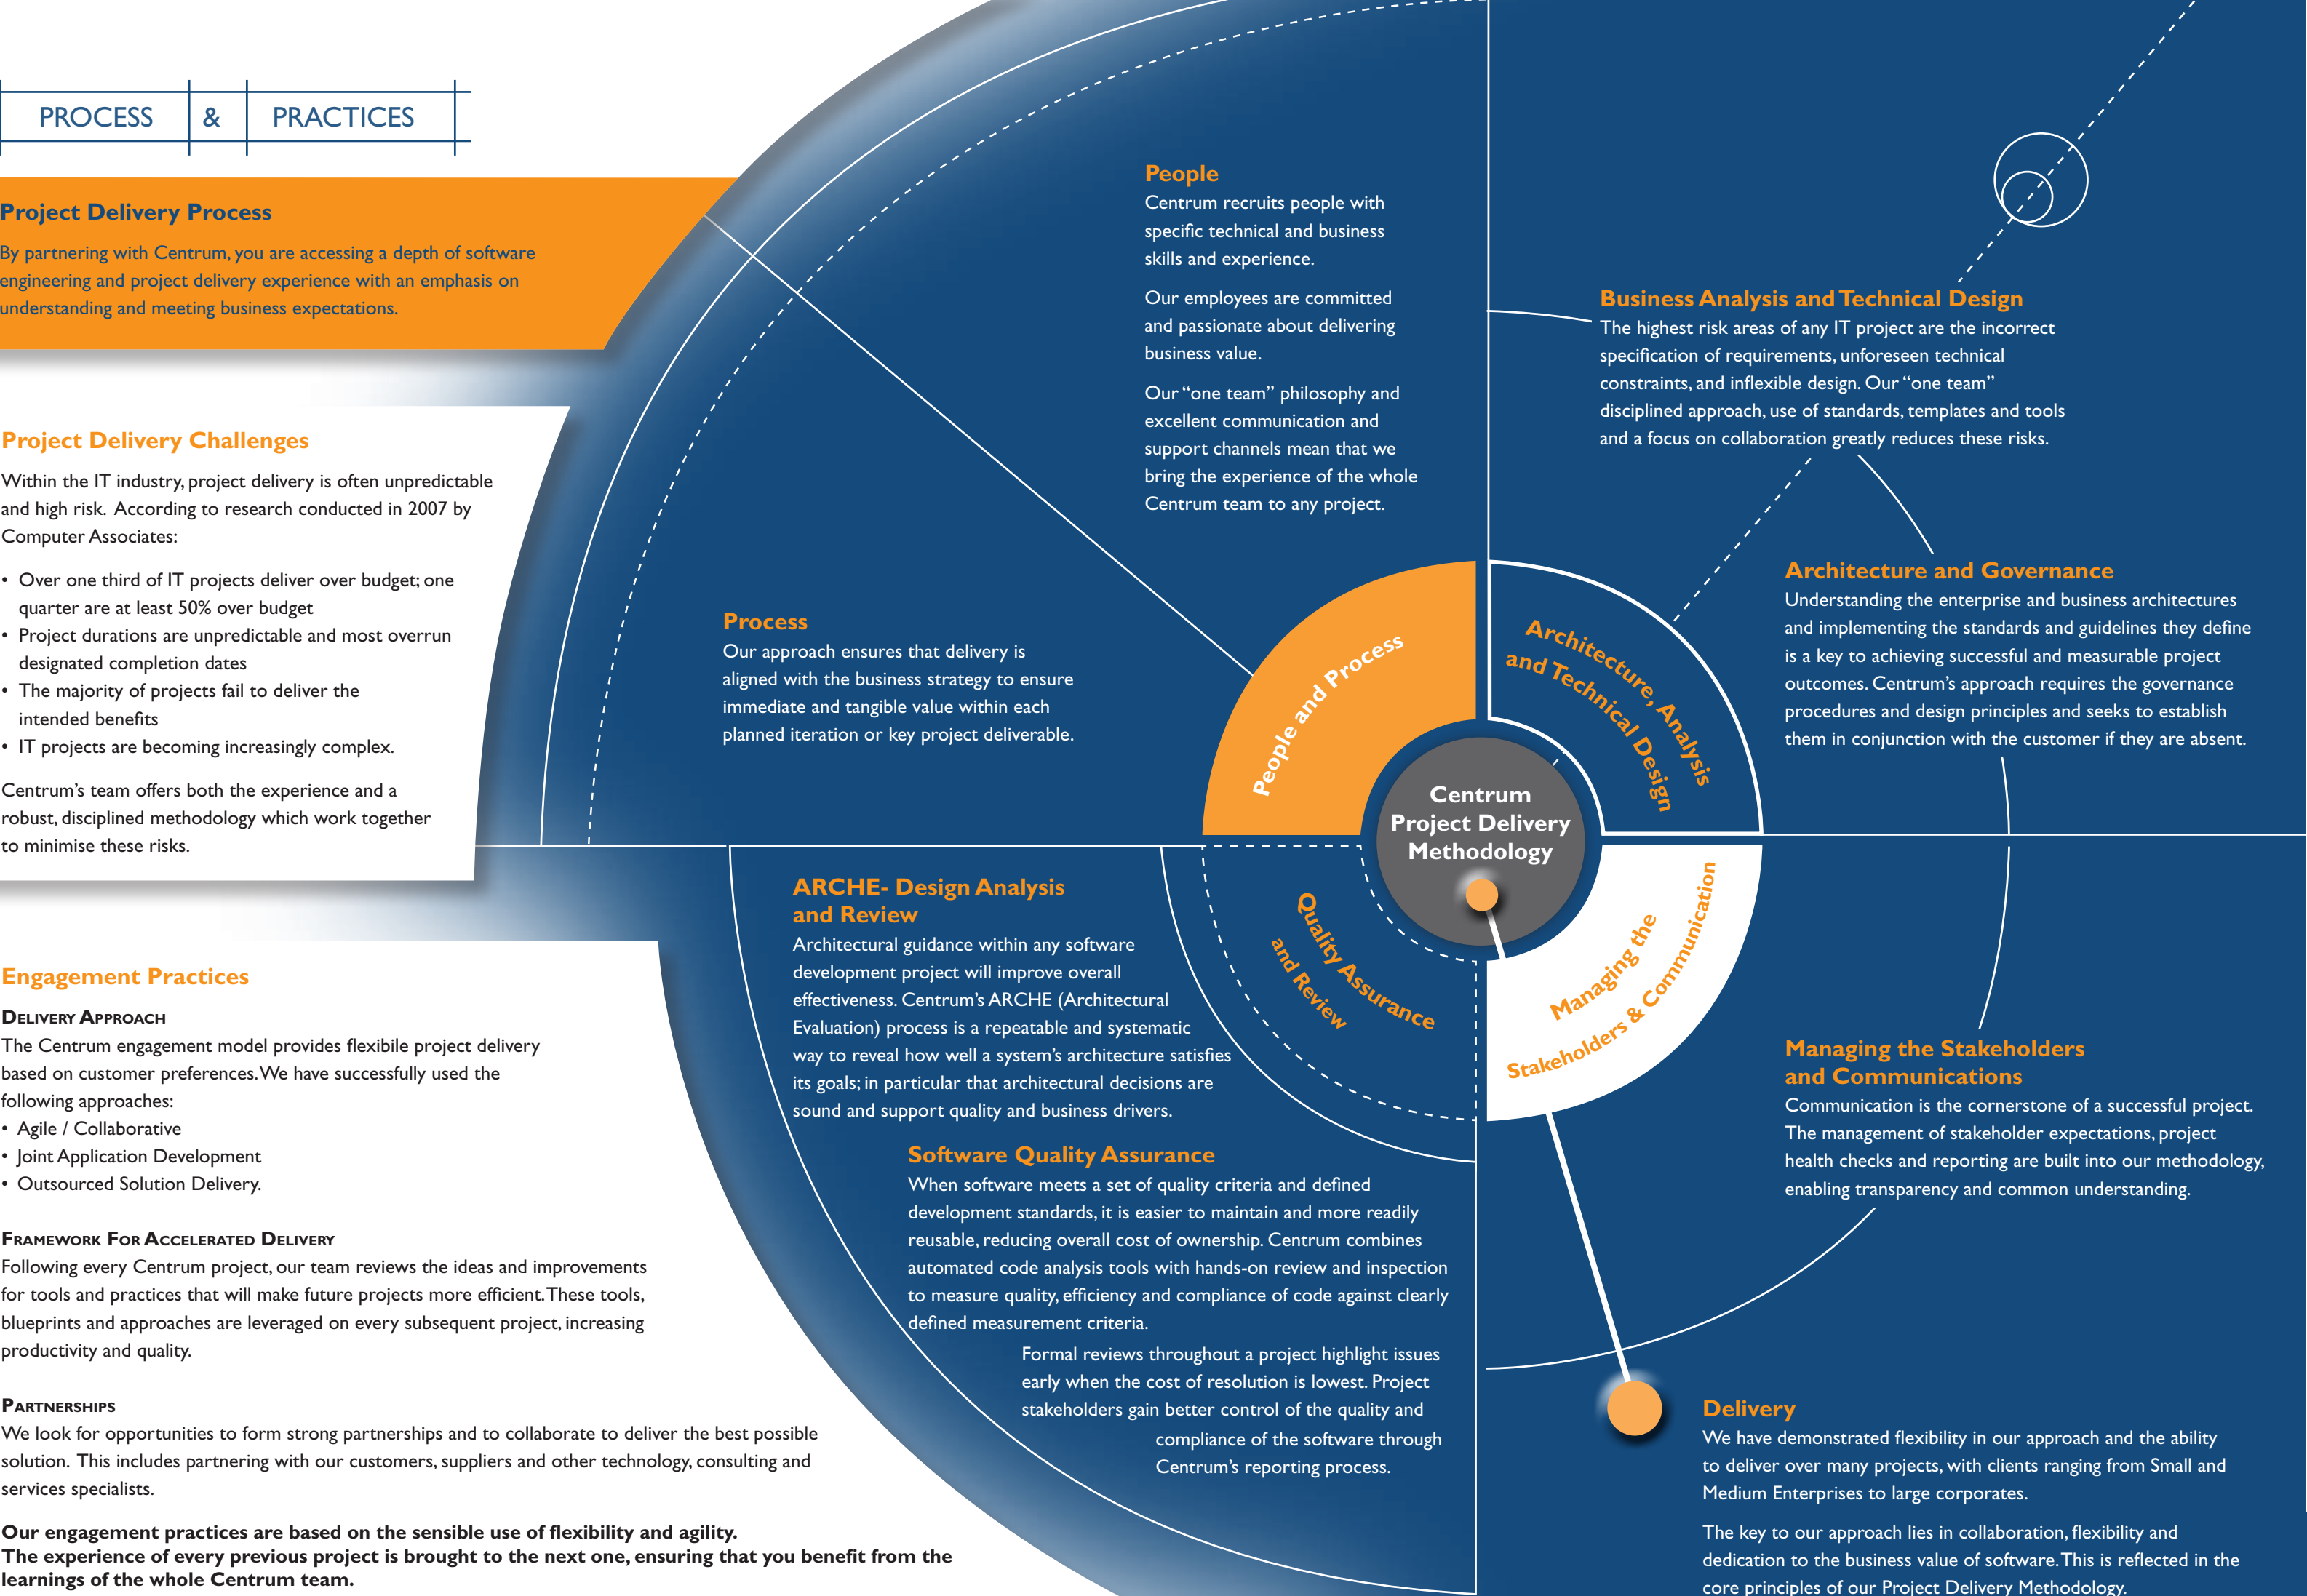 PROCESS & PRACTICES
Project Delivery Process
By partnering with Centrum, you are accessing a depth of software
engineering and project delivery experience with an emphasis on
understanding and meeting business expectations.
Project Delivery Challenges
Within the IT industry, project delivery is often unpredictable
and high risk. According to research conducted in 2007 by
Computer Associates:
• Over one third of IT projects deliver over budget; one
quarter are at least 50% over budget
• Project durations are unpredictable and most overrun
designated completion dates
• The majority of projects fail to deliver the
intended benefits
• IT projects are becoming increasingly complex.
Centrum's team offers both the experience and a
robust, disciplined methodology which work together
to minimise these risks.
Engagement Practices
DELIVERY APPROACH
The Centrum engagement model provides flexibile project delivery
based on customer preferences. We have successfully used the
following approaches:
• Agile / Collaborative
• Joint Application Development
• Outsourced Solution Delivery.
FRAMEWORK FOR ACCELERATED DELIVERY
Following every Centrum project, our team reviews the ideas and improvements
for tools and practices that will make future projects more efficient. These tools,
blueprints and approaches are leveraged on every subsequent project, increasing
productivity and quality.
PARTNERSHIPS
We look for opportunities to form strong partnerships and to collaborate to deliver the best possible
solution. This includes partnering with our customers, suppliers and other technology, consulting and
services specialists.
Our engagement practices are based on the sensible use of flexibility and agility.
The experience of every previous project is brought to the next one, ensuring that you benefit from the
learnings of the whole Centrum team.
People
Centrum recruits people with
specific technical and business
skills and experience.
Our employees are committed
and passionate about delivering
business value.
Our "one team" philosophy and
excellent communication and
support channels mean that we
bring the experience of the whole
Centrum team to any project.
Process
Our approach ensures that delivery is
aligned with the business strategy to ensure
immediate and tangible value within each
planned iteration or key project deliverable.
Business Analysis and Technical Design
The highest risk areas of any IT project are the incorrect
specification of requirements, unforeseen technical
constraints, and inflexible design. Our "one team"
disciplined approach, use of standards, templates and tools
and a focus on collaboration greatly reduces these risks.
Architecture and Governance
Understanding the enterprise and business architectures
and implementing the standards and guidelines they define
is a key to achieving successful and measurable project
outcomes. Centrum's approach requires the governance
procedures and design principles and seeks to establish
them in conjunction with the customer if they are absent.
People and Process
Architecture, Analysis
and Technical Design
Centrum
Project Delivery
Methodology
Quality Assurance
and Review
Managing the
Stakeholders & Communication
ARCHE- Design Analysis
and Review
Architectural guidance within any software
development project will improve overall
effectiveness. Centrum's ARCHE (Architectural
Evaluation) process is a repeatable and systematic
way to reveal how well a system's architecture satisfies
its goals; in particular that architectural decisions are
sound and support quality and business drivers.
Software Quality Assurance
When software meets a set of quality criteria and defined
development standards, it is easier to maintain and more readily
reusable, reducing overall cost of ownership. Centrum combines
automated code analysis tools with hands-on review and inspection
to measure quality, efficiency and compliance of code against clearly
defined measurement criteria.
Formal reviews throughout a project highlight issues
early when the cost of resolution is lowest. Project
stakeholders gain better control of the quality and
compliance of the software through
Centrum's reporting process.
Managing the Stakeholders
and Communications
Communication is the cornerstone of a successful project.
The management of stakeholder expectations, project
health checks and reporting are built into our methodology,
enabling transparency and common understanding.
Delivery
We have demonstrated flexibility in our approach and the ability
to deliver over many projects, with clients ranging from Small and
Medium Enterprises to large corporates.
The key to our approach lies in collaboration, flexibility and
dedication to the business value of software. This is reflected in the
core principles of our Project Delivery Methodology.